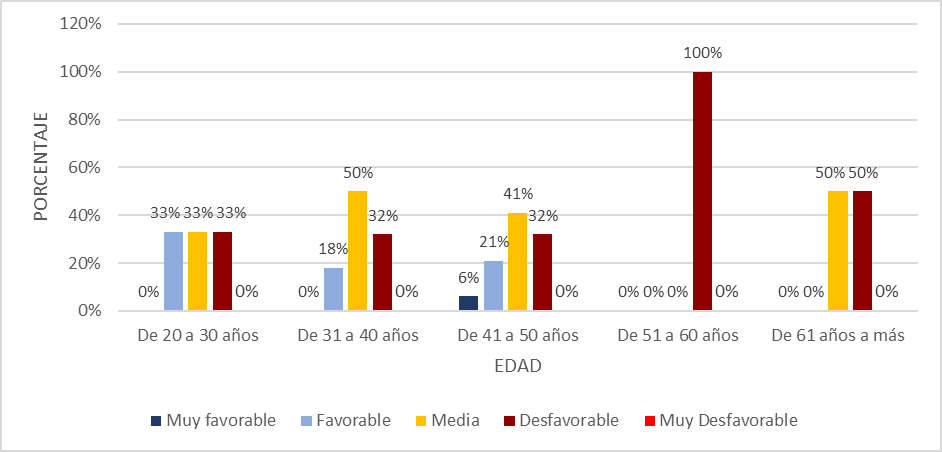 120%
100%
80%
60%
40%
20%
0%
PORCENTAJE
0%
33%
33%
33%
0%
0%
18%
50%
32%
0%
6%
21%
41%
32%
0%
0%
0%
0%
100%
0%
0%
0%
50%
50%
0%
De 20 a 30 años
De 31 a 40 años
De 41 a 50 años
De 51 a 60 años
De 61 años a más
EDAD
Muy favorable
Favorable
Media
Desfavorable
Muy Desfavorable